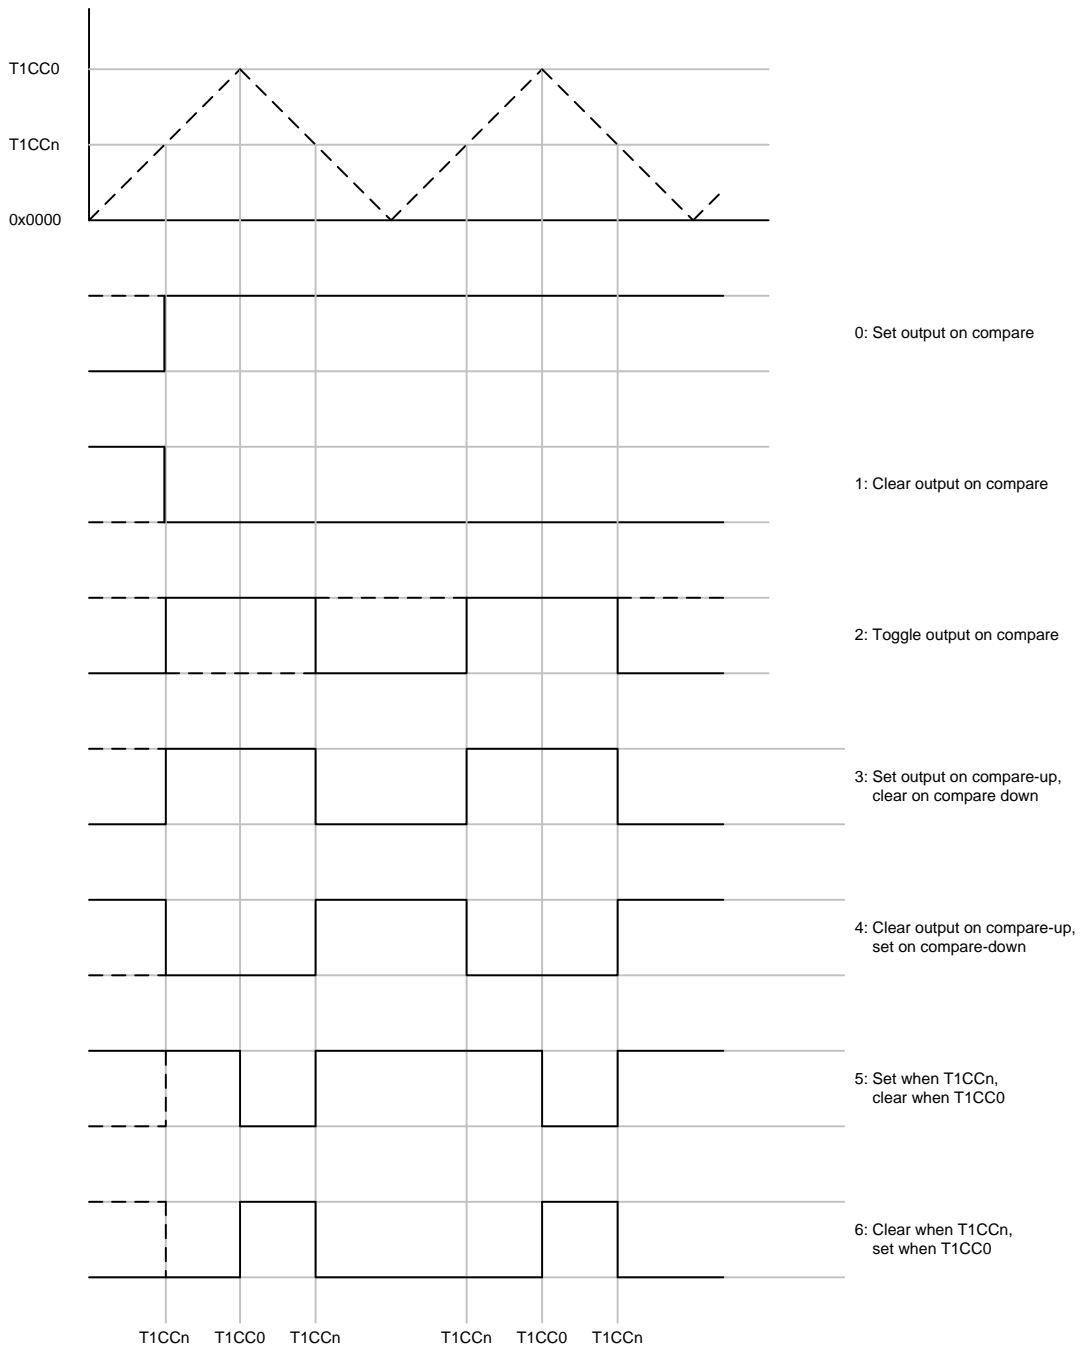 T1CC0
T1CCn
0x0000
0: Set output on compare
1: Clear output on compare
2: Toggle output on compare
3: Set output on compare-up,
clear on compare down
4: Clear output on compare-up,
set on compare-down
5: Set when T1CCn,
clear when T1CC0
6: Clear when T1CCn,
set when T1CC0
T1CCn T1CC0 T1CCn T1CCn T1CC0 T1CCn